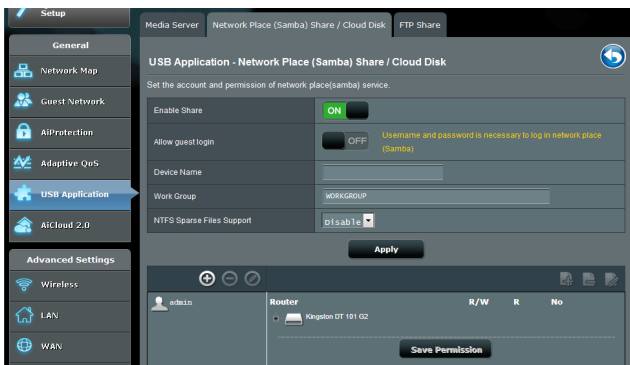 Setup
Media Server
Network Place (Samba) Share / Cloud Disk
FTP Share
General
Network Map
Guest Network
AiProtection
Adaptive QoS
USB Application
AiCloud 2.0
Advanced Settings
Wireless
LAN
WAN
USB Application - Network Place (Samba) Share / Cloud Disk
Set the account and permission of network place(samba) service.
Enable Share
ON
Allow guest login
OFF
Username and password is necessary to log in network place
(Samba)
Device Name
Work Group
WORKGROUP
NTFS Sparse Files Support
Disable
Apply
admin
Router
R/W
R
No
Kingston DT 101 G2
Save Permission